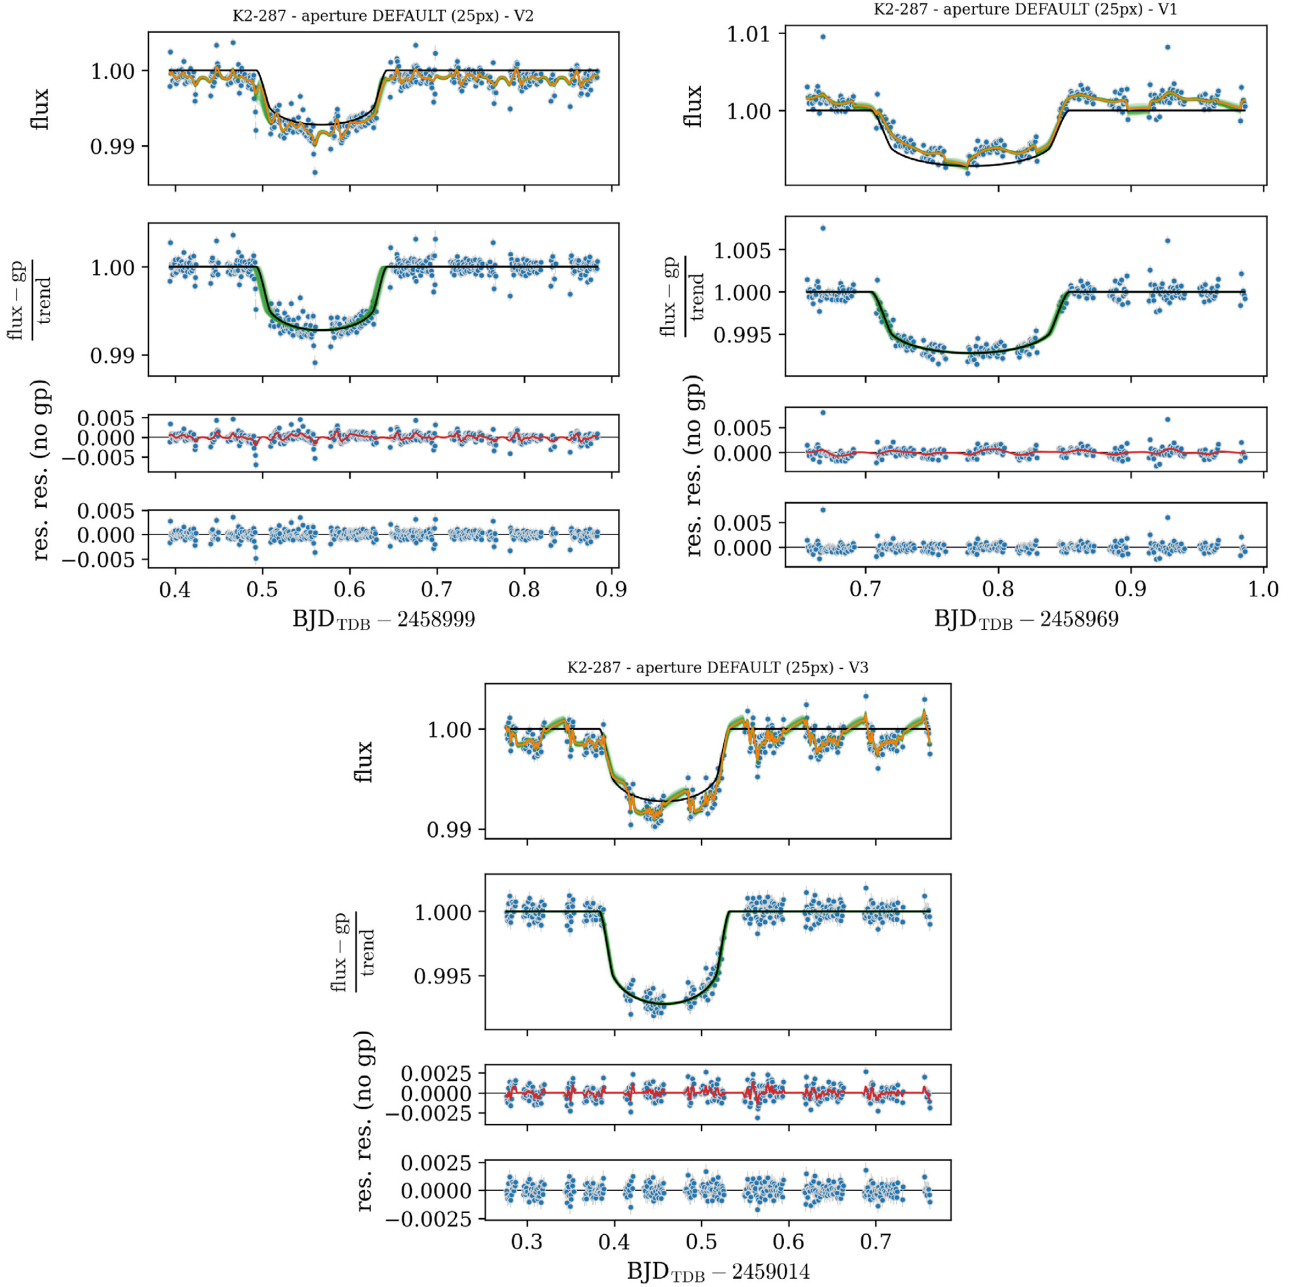 K2-287 - aperture DEFAULT (25px) - V2
flux
1.00
0.99
flux − gp
trend
1.00
0.99
res. (no gp)
0.005
0.000
−0.005
res.
0.005
0.000
−0.005
0.4 0.5 0.6 0.7 0.8 0.9
BJD_TDB − 2458999
K2-287 - aperture DEFAULT (25px) - V1
flux
1.01
1.00
flux − gp
trend
1.005
1.000
0.995
res. (no gp)
0.005
0.000
res.
0.005
0.000
0.7 0.8 0.9 1.0
BJD_TDB − 2458969
K2-287 - aperture DEFAULT (25px) - V3
flux
1.00
0.99
flux − gp
trend
1.000
0.995
res. (no gp)
0.0025
0.0000
−0.0025
res.
0.0025
0.0000
−0.0025
0.3 0.4 0.5 0.6 0.7
BJD_TDB − 2459014